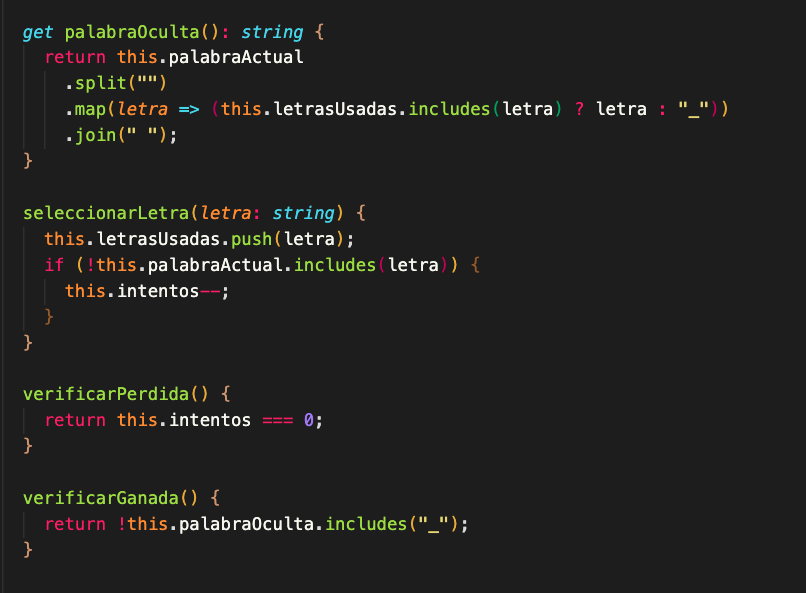 get palabraOculta(): string {
return this.palabraActual
.split("")
.map(letra => (this.letrasUsadas.includes(letra) ? letra : "_"))
.join(" ");
}
seleccionarLetra(letra: string) {
this.letrasUsadas.push(letra);
if (!this.palabraActual.includes(letra)) {
this.intentos--;
}
}
verificarPerdida() {
return this.intentos === 0;
}
verificarGanada() {
return !this.palabraOculta.includes("_");
}